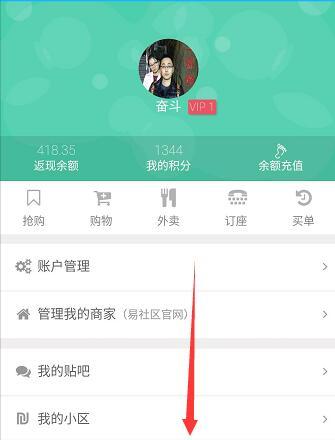 奋斗 VIP 1
418.35 1344
返现余额 我的积分 余额充值
抢购 购物 外卖 订座 买单
账户管理
管理我的商家（易社区官网）
我的贴吧
我的小区